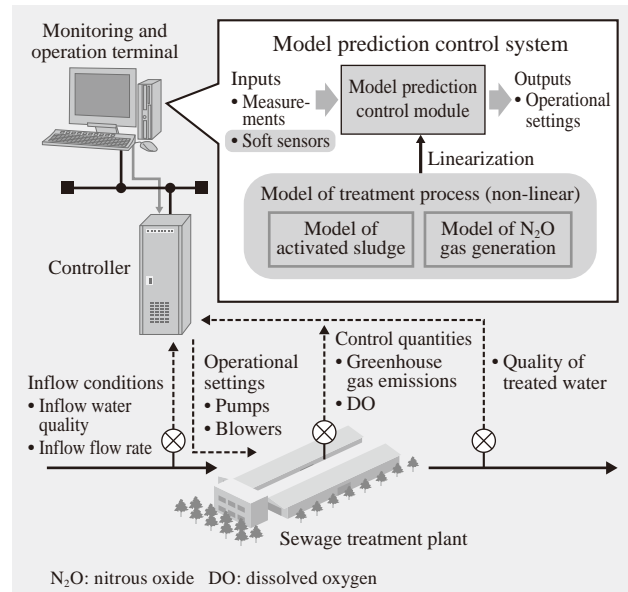 Monitoring and
operation terminal
Model prediction control system
Inputs
• Measure-
ments
• Soft sensors
Model prediction
control module
Outputs
• Operational
settings
Linearization
Model of treatment process (non-linear)
Model of
activated sludge
Model of N₂O
gas generation
Controller
Inflow conditions
• Inflow water
quality
• Inflow flow rate
Operational
settings
• Pumps
• Blowers
Control quantities
• Greenhouse
gas emissions
• DO
• Quality of
treated water
Sewage treatment plant
N₂O: nitrous oxide DO: dissolved oxygen